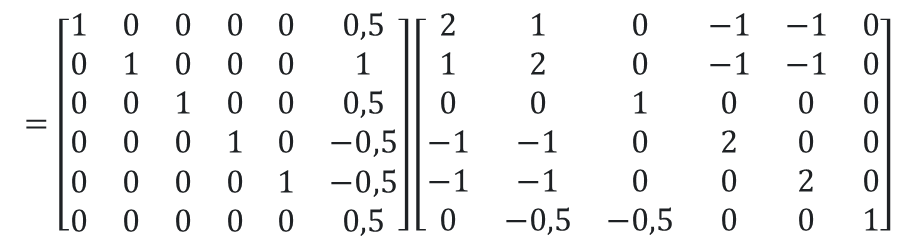 1 0 0 0 0 0,5 2 1 0 −1 −1 0
0 1 0 0 0 1 1 2 0 −1 −1 0
0 0 1 0 0 0,5 0 0 1 0 0 0
= 0 0 0 1 0 −0,5 −1 −1 0 2 0 0
0 0 0 0 1 −0,5 −1 −1 0 0 2 0
0 0 0 0 0 0,5 0 −0,5 −0,5 0 0 1